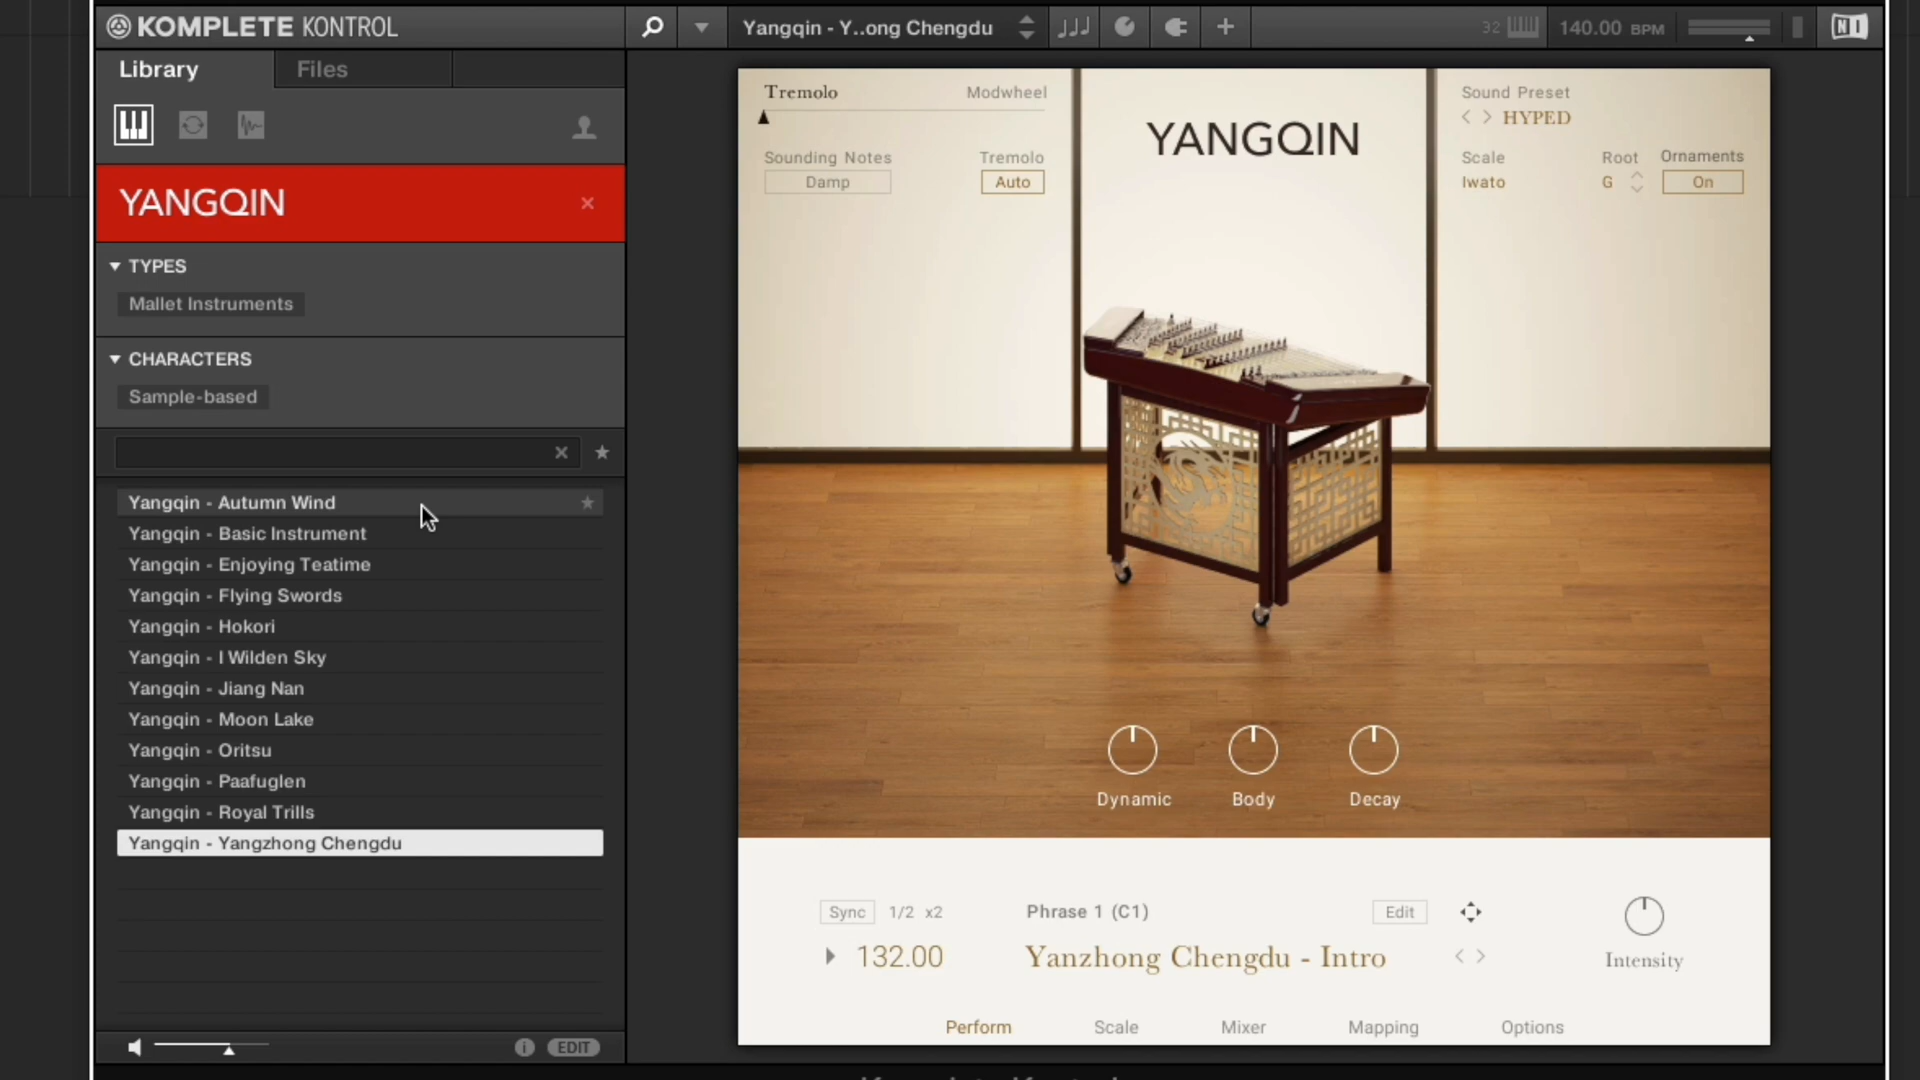 KOMPLETE KONTROL
Yangqin - Y..ong Chengdu
32
140.00 BPM
NI
Library
Files
YANGQIN
TYPES
Mallet Instruments
CHARACTERS
Sample-based
Yangqin - Autumn Wind
Yangqin - Basic Instrument
Yangqin - Enjoying Teatime
Yangqin - Flying Swords
Yangqin - Hokori
Yangqin - I Wilden Sky
Yangqin - Jiang Nan
Yangqin - Moon Lake
Yangqin - Oritsu
Yangqin - Paafuglen
Yangqin - Royal Trills
Yangqin - Yangzhong Chengdu
EDIT
Tremolo
Modwheel
Sounding Notes
Tremolo
Damp
Auto
YANGQIN
Sound Preset
HYPED
Scale
Root
Ornaments
Iwato
G
On
Dynamic
Body
Decay
Sync
1/2
x2
Phrase 1 (C1)
Edit
132.00
Yanzhong Chengdu - Intro
Intensity
Perform
Scale
Mixer
Mapping
Options